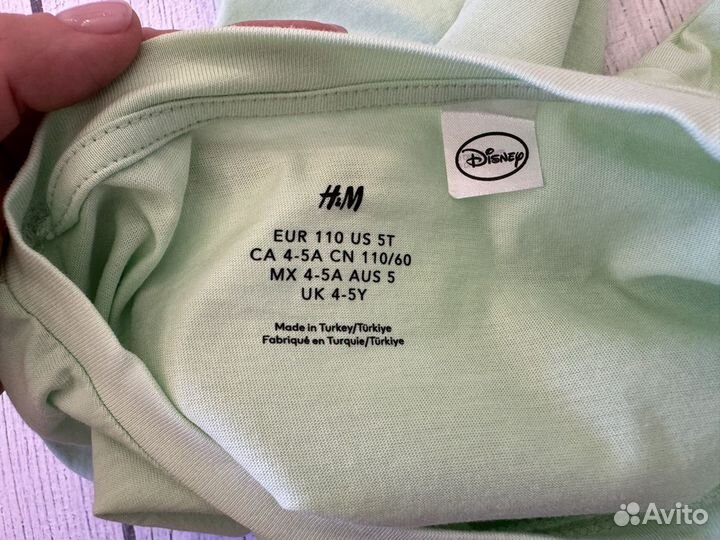 Disney
H&M
EUR 110 US 5T
CA 4-5A CN 110/60
MX 4-5A AUS 5
UK 4-5Y
Made in Turkey/Türkiye
Fabriqué en Turquie/Türkiye
Avito